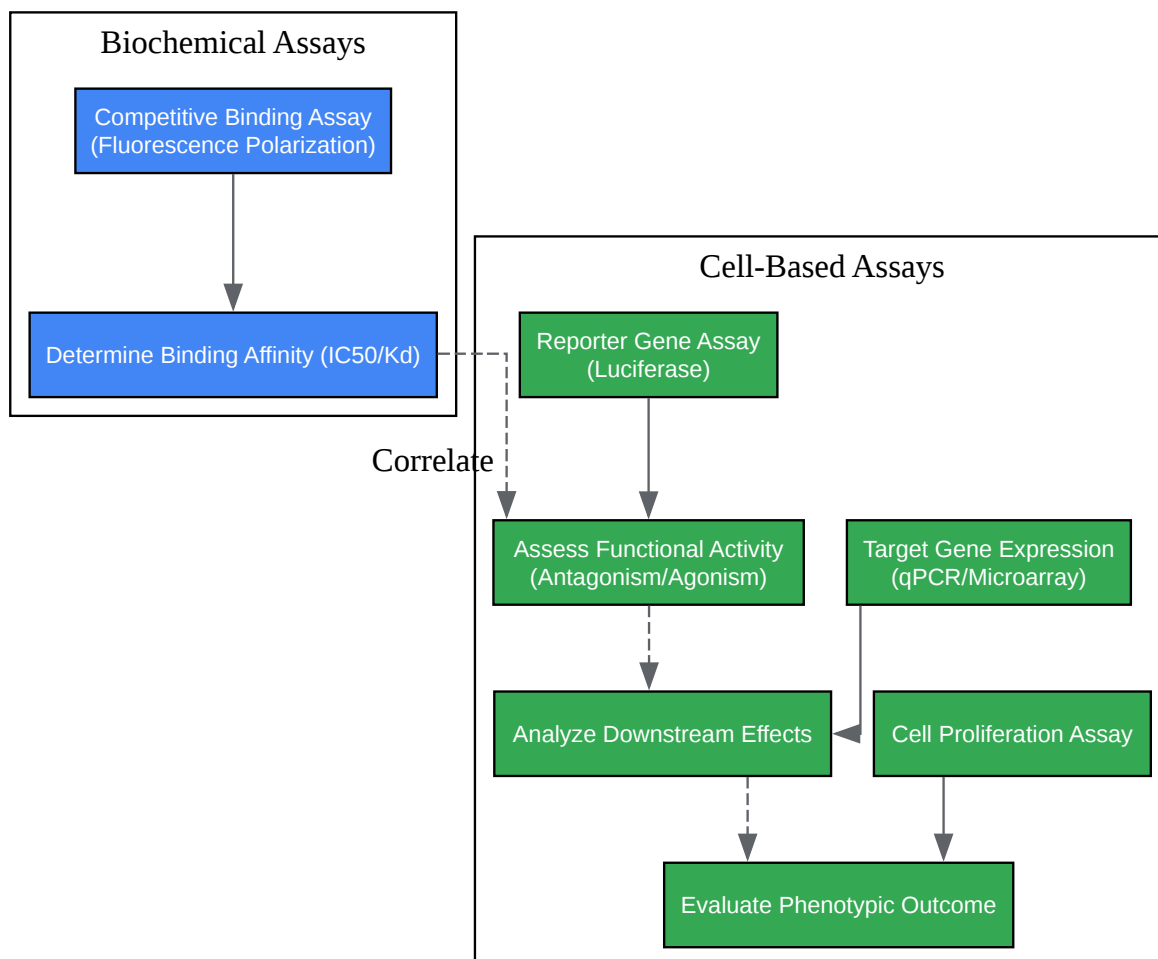 Biochemical Assays
Competitive Binding Assay
(Fluorescence Polarization)
Determine Binding Affinity (IC50/Kd)
Correlate
Cell-Based Assays
Reporter Gene Assay
(Luciferase)
Assess Functional Activity
(Antagonism/Agonism)
Target Gene Expression
(qPCR/Microarray)
Analyze Downstream Effects
Cell Proliferation Assay
Evaluate Phenotypic Outcome